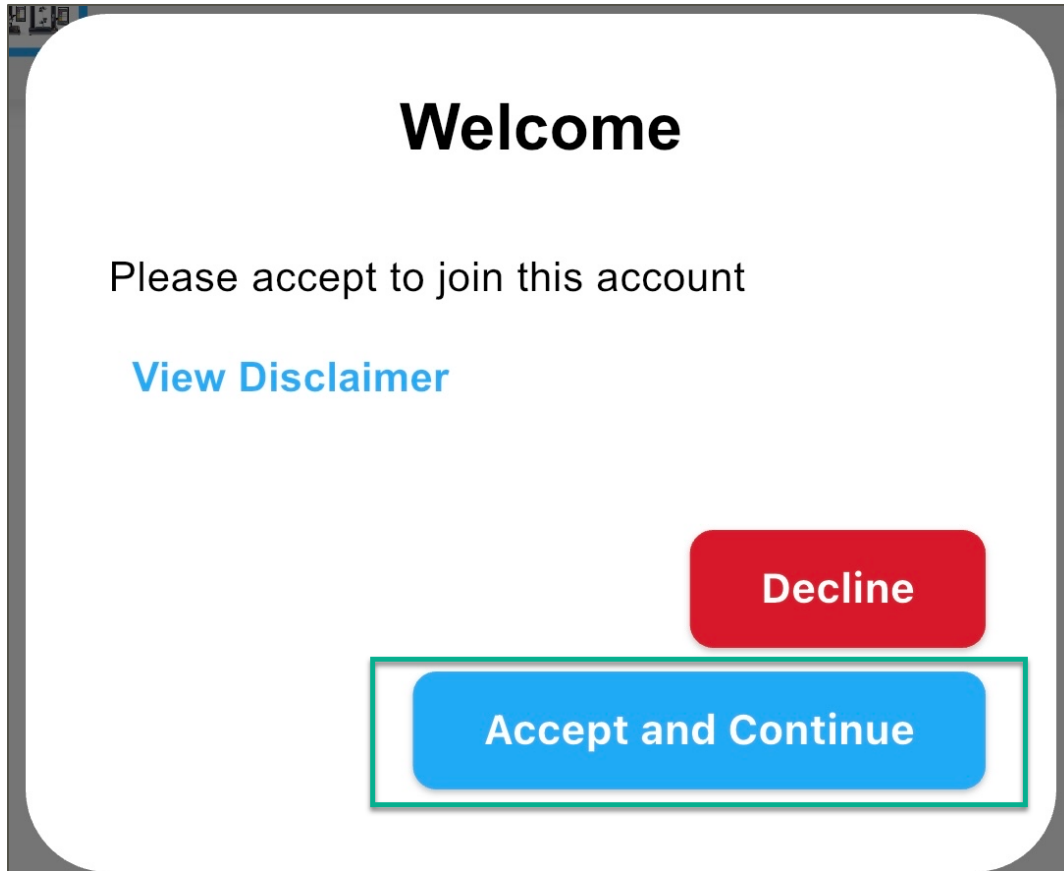 Welcome
Please accept to join this account
View Disclaimer
Decline
Accept and Continue